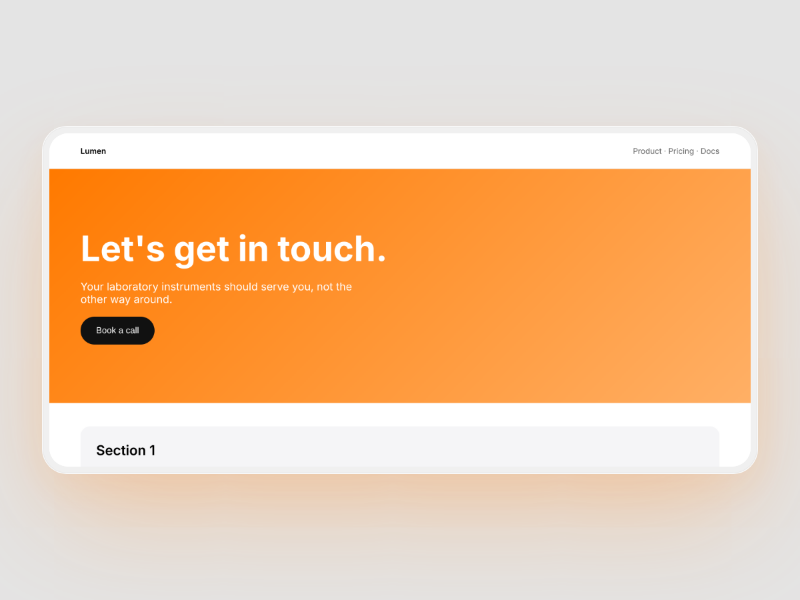 Lumen
Product · Pricing · Docs
Let's get in touch.
Your laboratory instruments should serve you, not the
other way around.
Book a call
Section 1